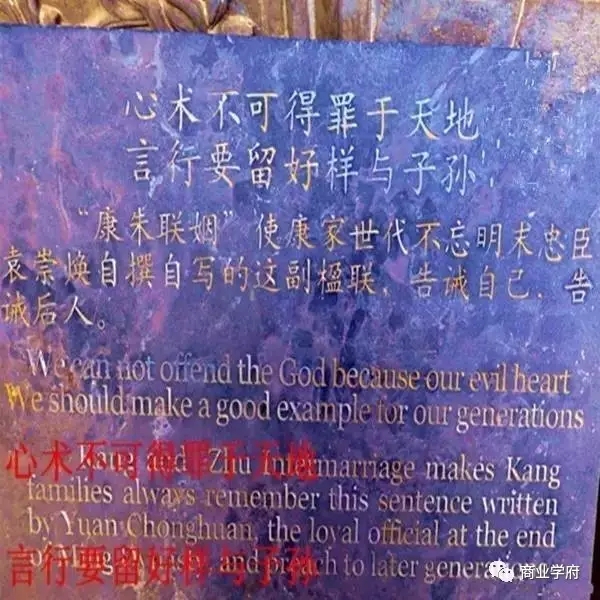 心术不可得罪于天地
言行要留好样与子孙
“康朱联姻”使康家世代不忘明末忠臣
袁崇焕自撰自写的这副楹联，告诫自己，告
诫后人。
We can not offend the God because our evil heart
We should make a good example for our generations
Kang and Zhu intermarriage makes Kang
心术不可得罪于天地
families always remember this sentence written
by Yuan Chonghuan, the loyal official at the end
of Ming and preach to later generations
言行要留好样与子孙
商业学府